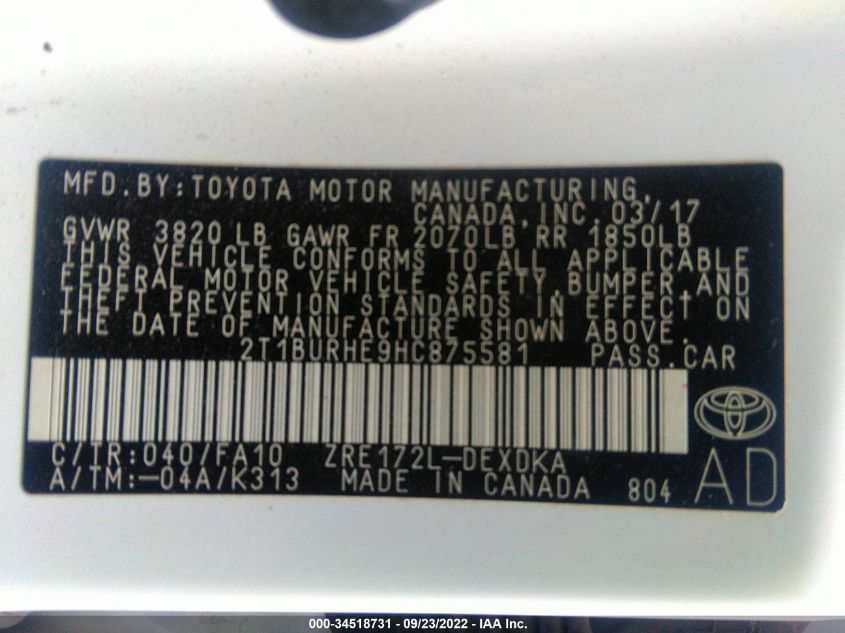 MFD.BY:TOYOTA MOTOR MANUFACTURING,
CANADA,INC. 03/17
GVWR 3820 LB GAWR FR 2070LB RR 1850LB
THIS VEHICLE CONFORMS TO ALL APPLICABLE
FEDERAL MOTOR VEHICLE SAFETY,BUMPER,AND
THEFT PREVENTION STANDARDS IN EFFECT ON
THE DATE OF MANUFACTURE SHOWN ABOVE.
2T1BURHE9HC875581 PASS.CAR
C/TR:040/FA10 ZRE172L-DEXDKA
A/TM:-04A/K313 MADE IN CANADA 804
AD
000-34518731 - 09/23/2022 - IAA Inc.